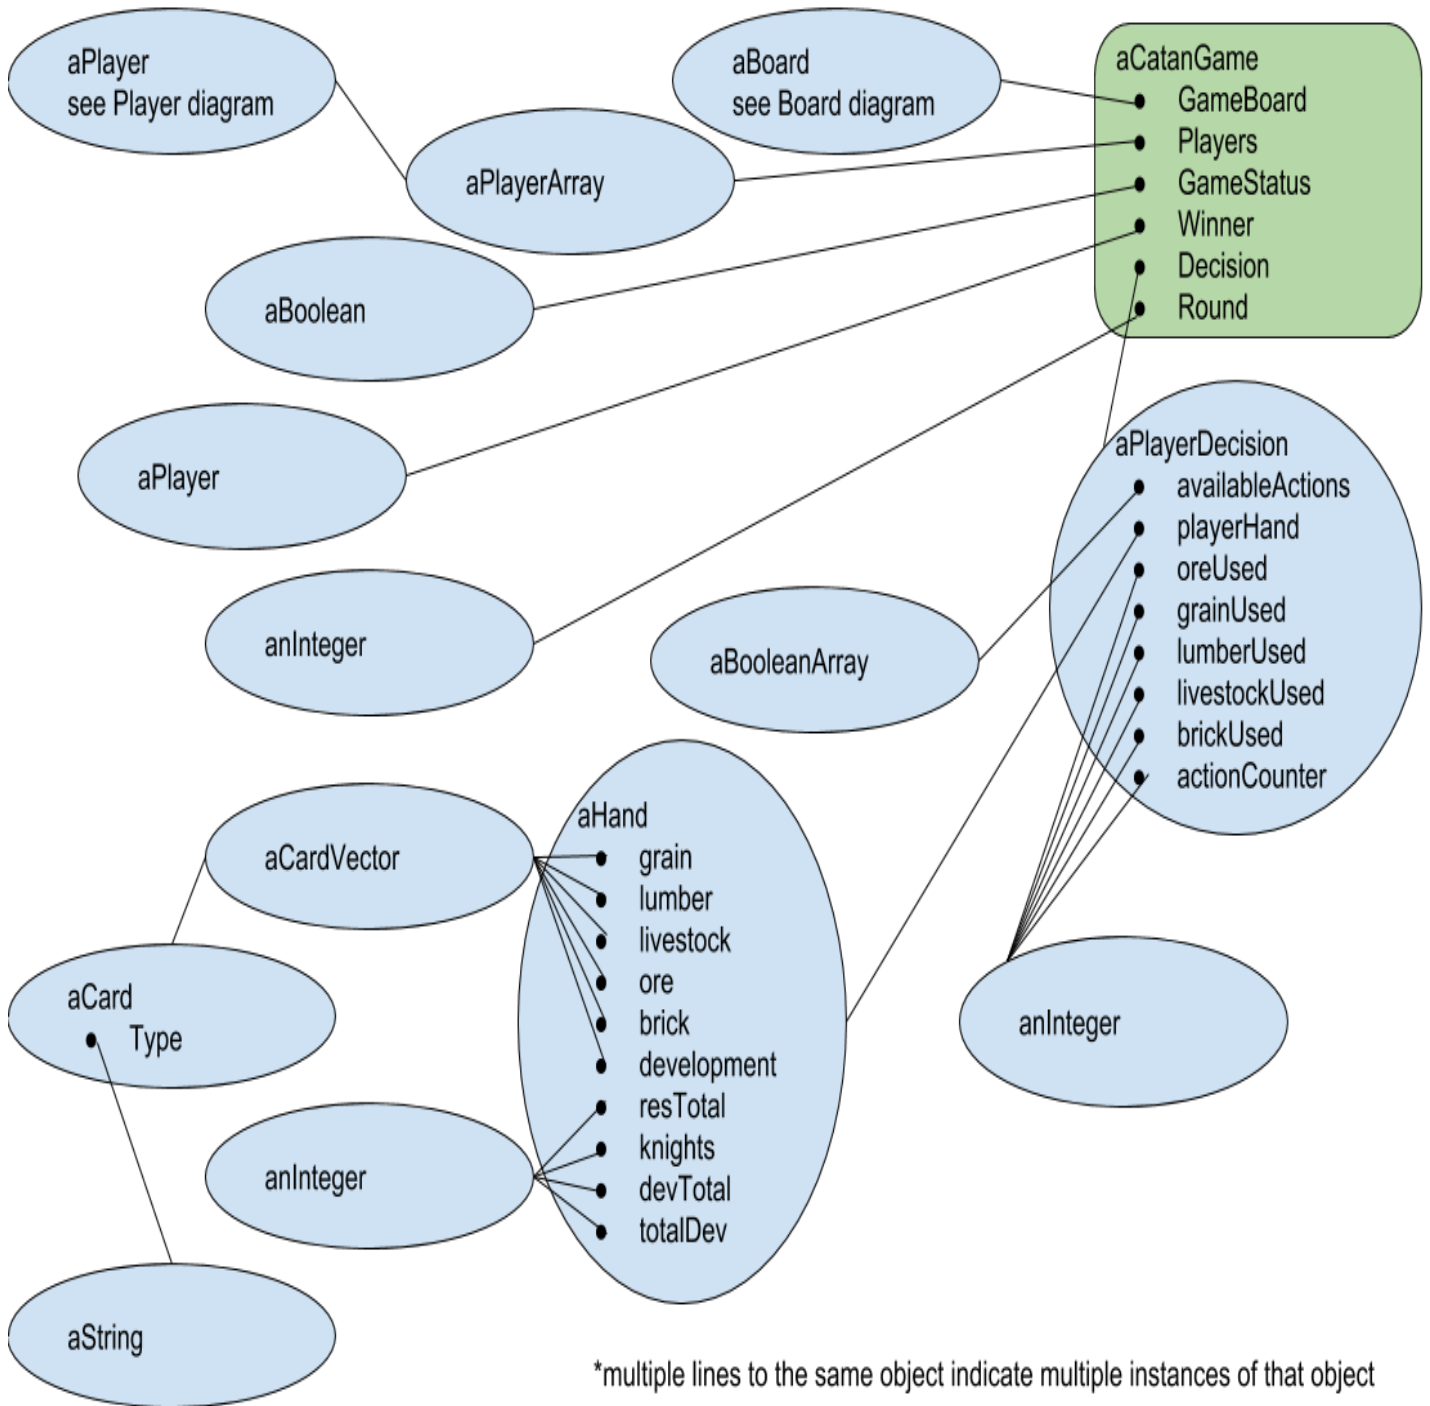 aPlayer
see Player diagram
aBoard
see Board diagram
aCatanGame
GameBoard
Players
GameStatus
Winner
Decision
Round
aPlayerArray
aBoolean
aPlayer
anInteger
aBooleanArray
aPlayerDecision
availableActions
playerHand
oreUsed
grainUsed
lumberUsed
livestockUsed
brickUsed
actionCounter
aCardVector
aHand
grain
lumber
livestock
ore
brick
development
resTotal
knights
devTotal
totalDev
aCard
Type
anInteger
anInteger
aString
*multiple lines to the same object indicate multiple instances of that object